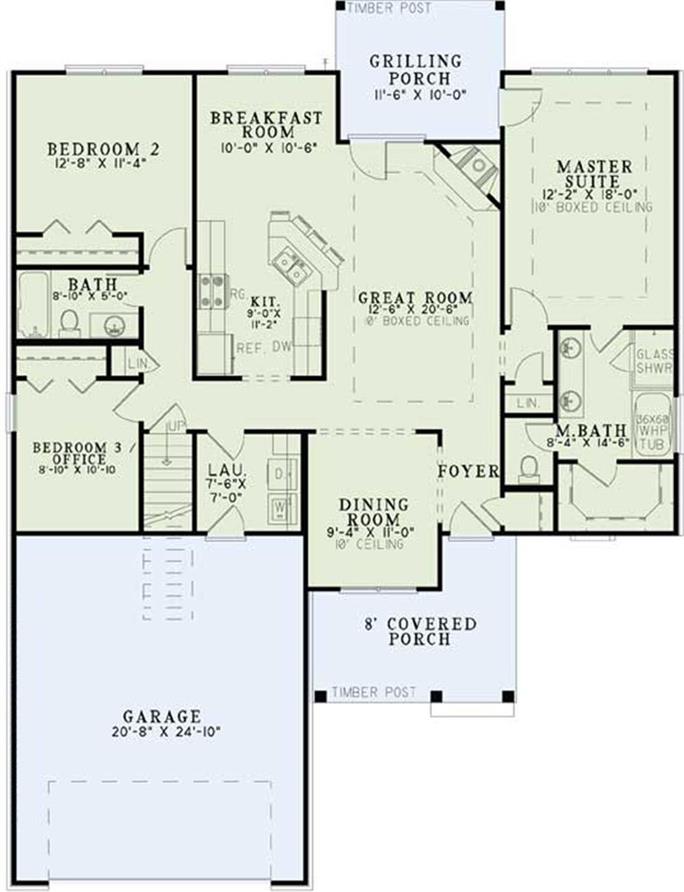 TIMBER POST
GRILLING
PORCH
11'-6" X 10'-0"
BEDROOM 2
12'-8" X 11'-4"
BREAKFAST
ROOM
10'-0" X 10'-6"
MASTER
SUITE
12'-2" X 18'-0"
10' BOXED CEILING
BATH
8'-10" X 5'-0"
RG.
KIT.
9'-0"X
11'-2"
REF.
DW
GREAT ROOM
12'-6" X 20'-6"
10' BOXED CEILING
LIN.
GLASS
SHWR
LIN.
36X60
WHP
TUB
M.BATH
8'-4" X 14'-6"
UP
BEDROOM 3 /
OFFICE
8'-10" X 10'-10
LAU.
7'-6"X
7'-0"
D
W
FOYER
DINING
ROOM
9'-4" X 11'-0"
10' CEILING
8' COVERED
PORCH
TIMBER POST
GARAGE
20'-8" X 24'-10"